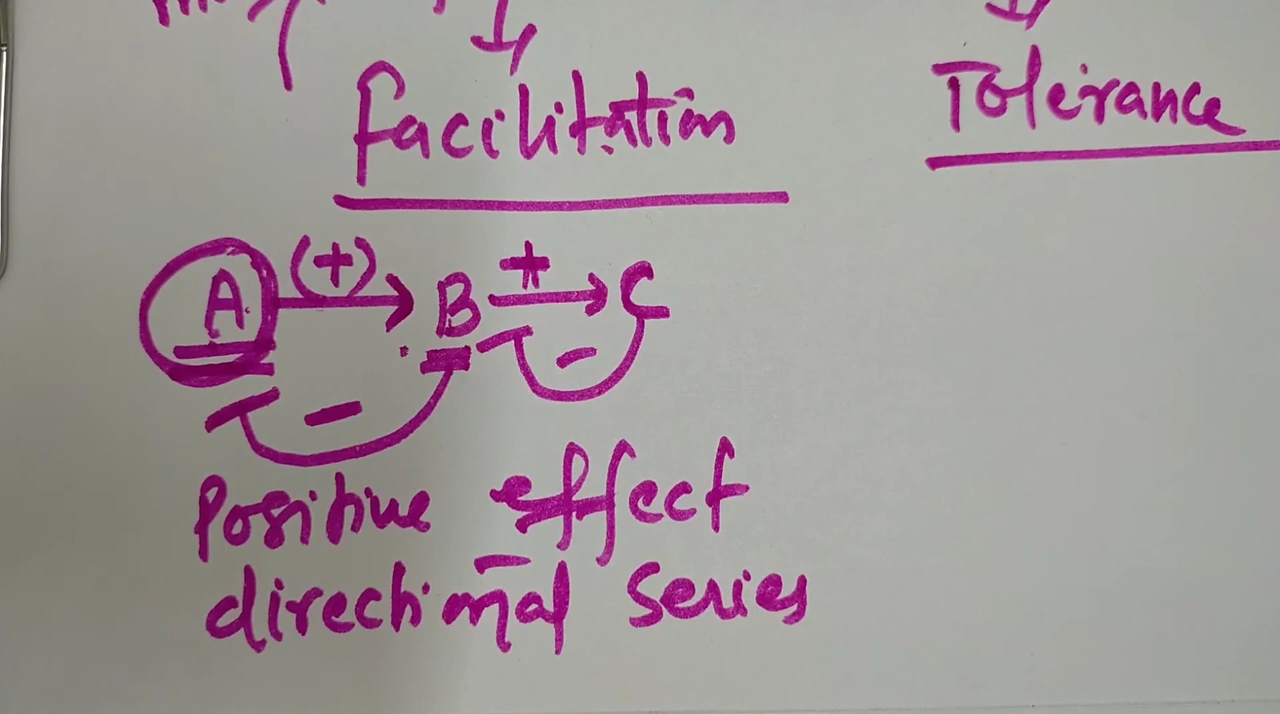 Facilitation
Tolerance
A (+) B + C
- -
Positive effect
directional series